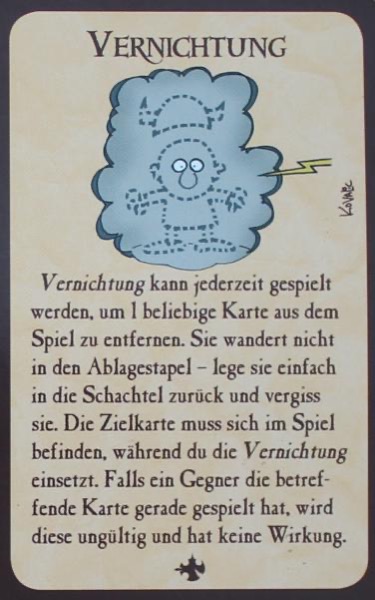 VERNICHTUNG
KOVALIC
Vernichtung kann jederzeit gespielt
werden, um 1 beliebige Karte aus dem
Spiel zu entfernen. Sie wandert nicht
in den Ablagestapel – lege sie einfach
in die Schachtel zurück und vergiss
sie. Die Zielkarte muss sich im Spiel
befinden, während du die Vernichtung
einsetzt. Falls ein Gegner die betref-
fende Karte gerade gespielt hat, wird
diese ungültig und hat keine Wirkung.